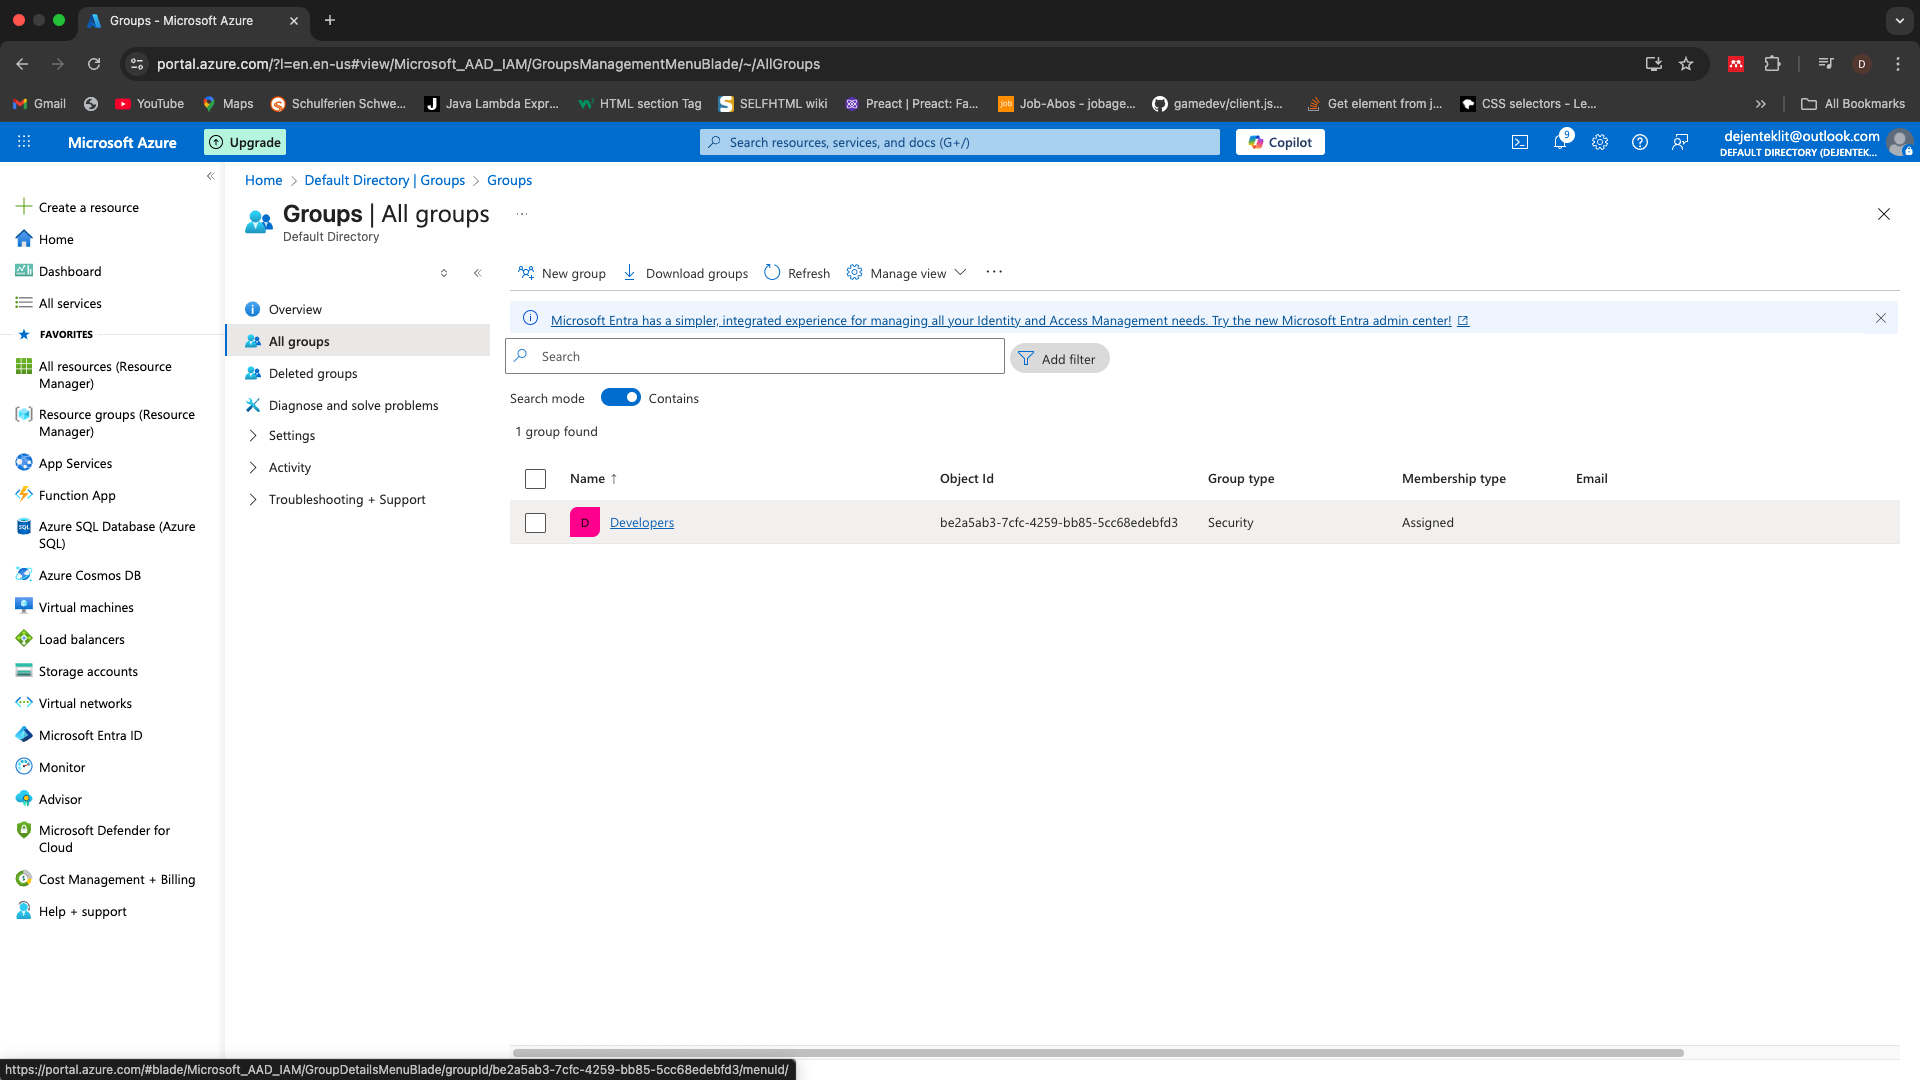 Groups - Microsoft Azure
portal.azure.com/?l=en.en-us#view/Microsoft_AAD_IAM/GroupsManagementMenuBlade/~/AllGroups
D
Gmail
YouTube
Maps
Schulferien Schwe...
Java Lambda Expr...
HTML section Tag
SELFHTML wiki
Preact | Preact: Fa...
Job-Abos - jobage...
gamedev/client.js...
Get element from j...
CSS selectors - Le...
All Bookmarks
Microsoft Azure
Upgrade
Search resources, services, and docs (G+/)
Copilot
9
dejenteklit@outlook.com
DEFAULT DIRECTORY (DEJENTEK...
Create a resource
Home
Dashboard
All services
FAVORITES
All resources (Resource
Manager)
Resource groups (Resource
Manager)
App Services
Function App
Azure SQL Database (Azure
SQL)
Azure Cosmos DB
Virtual machines
Load balancers
Storage accounts
Virtual networks
Microsoft Entra ID
Monitor
Advisor
Microsoft Defender for
Cloud
Cost Management + Billing
Help + support
Home > Default Directory | Groups > Groups
Groups | All groups
Default Directory
Overview
All groups
Deleted groups
Diagnose and solve problems
Settings
Activity
Troubleshooting + Support
New group
Download groups
Refresh
Manage view
Microsoft Entra has a simpler, integrated experience for managing all your Identity and Access Management needs. Try the new Microsoft Entra admin center!
Search
Add filter
Search mode
Contains
1 group found
Name ↑ Object Id Group type Membership type Email
D Developers be2a5ab3-7cfc-4259-bb85-5cc68edebfd3 Security Assigned
https://portal.azure.com/#blade/Microsoft_AAD_IAM/GroupDetailsMenuBlade/groupId/be2a5ab3-7cfc-4259-bb85-5cc68edebfd3/menuId/